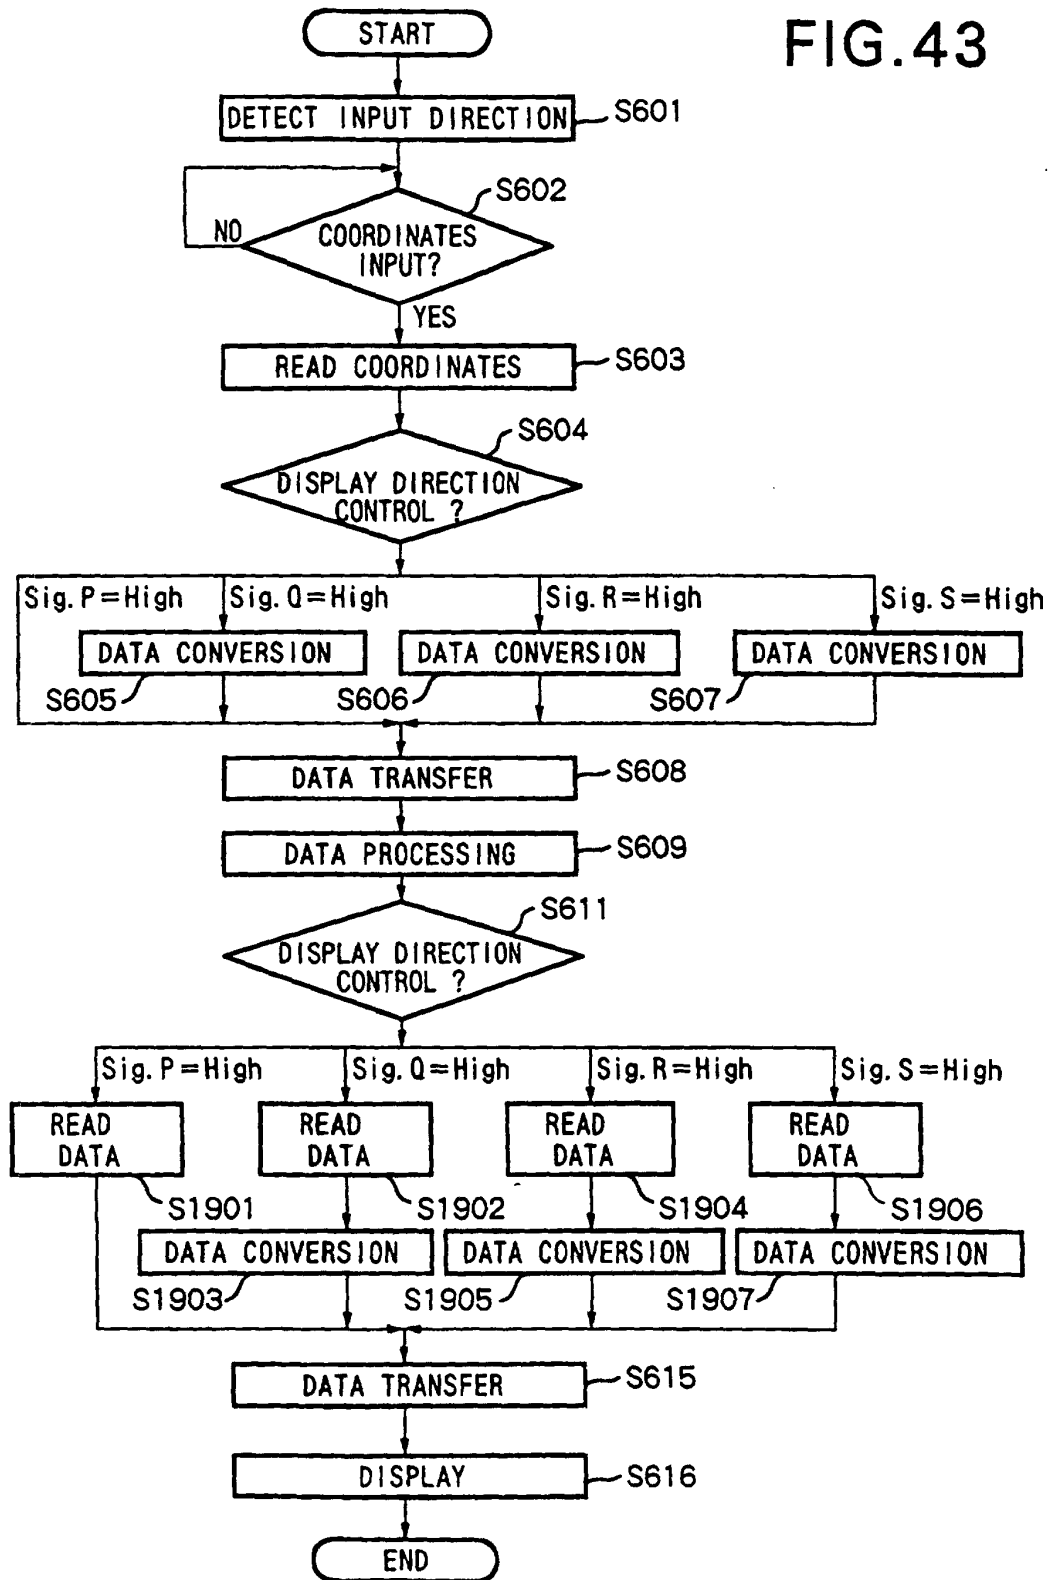 FIG.43
START
DETECT INPUT DIRECTION
S601
S602
NO
COORDINATES
INPUT?
YES
READ COORDINATES
S603
S604
DISPLAY DIRECTION
CONTROL ?
Sig.P=High
Sig.Q=High
Sig.R=High
Sig.S=High
DATA CONVERSION
DATA CONVERSION
DATA CONVERSION
S605
S606
S607
DATA TRANSFER
S608
DATA PROCESSING
S609
S611
DISPLAY DIRECTION
CONTROL ?
Sig.P=High
Sig.Q=High
Sig.R=High
Sig.S=High
READ
DATA
READ
DATA
READ
DATA
READ
DATA
S1901
S1902
S1904
S1906
DATA CONVERSION
DATA CONVERSION
DATA CONVERSION
S1903
S1905
S1907
DATA TRANSFER
S615
DISPLAY
S616
END